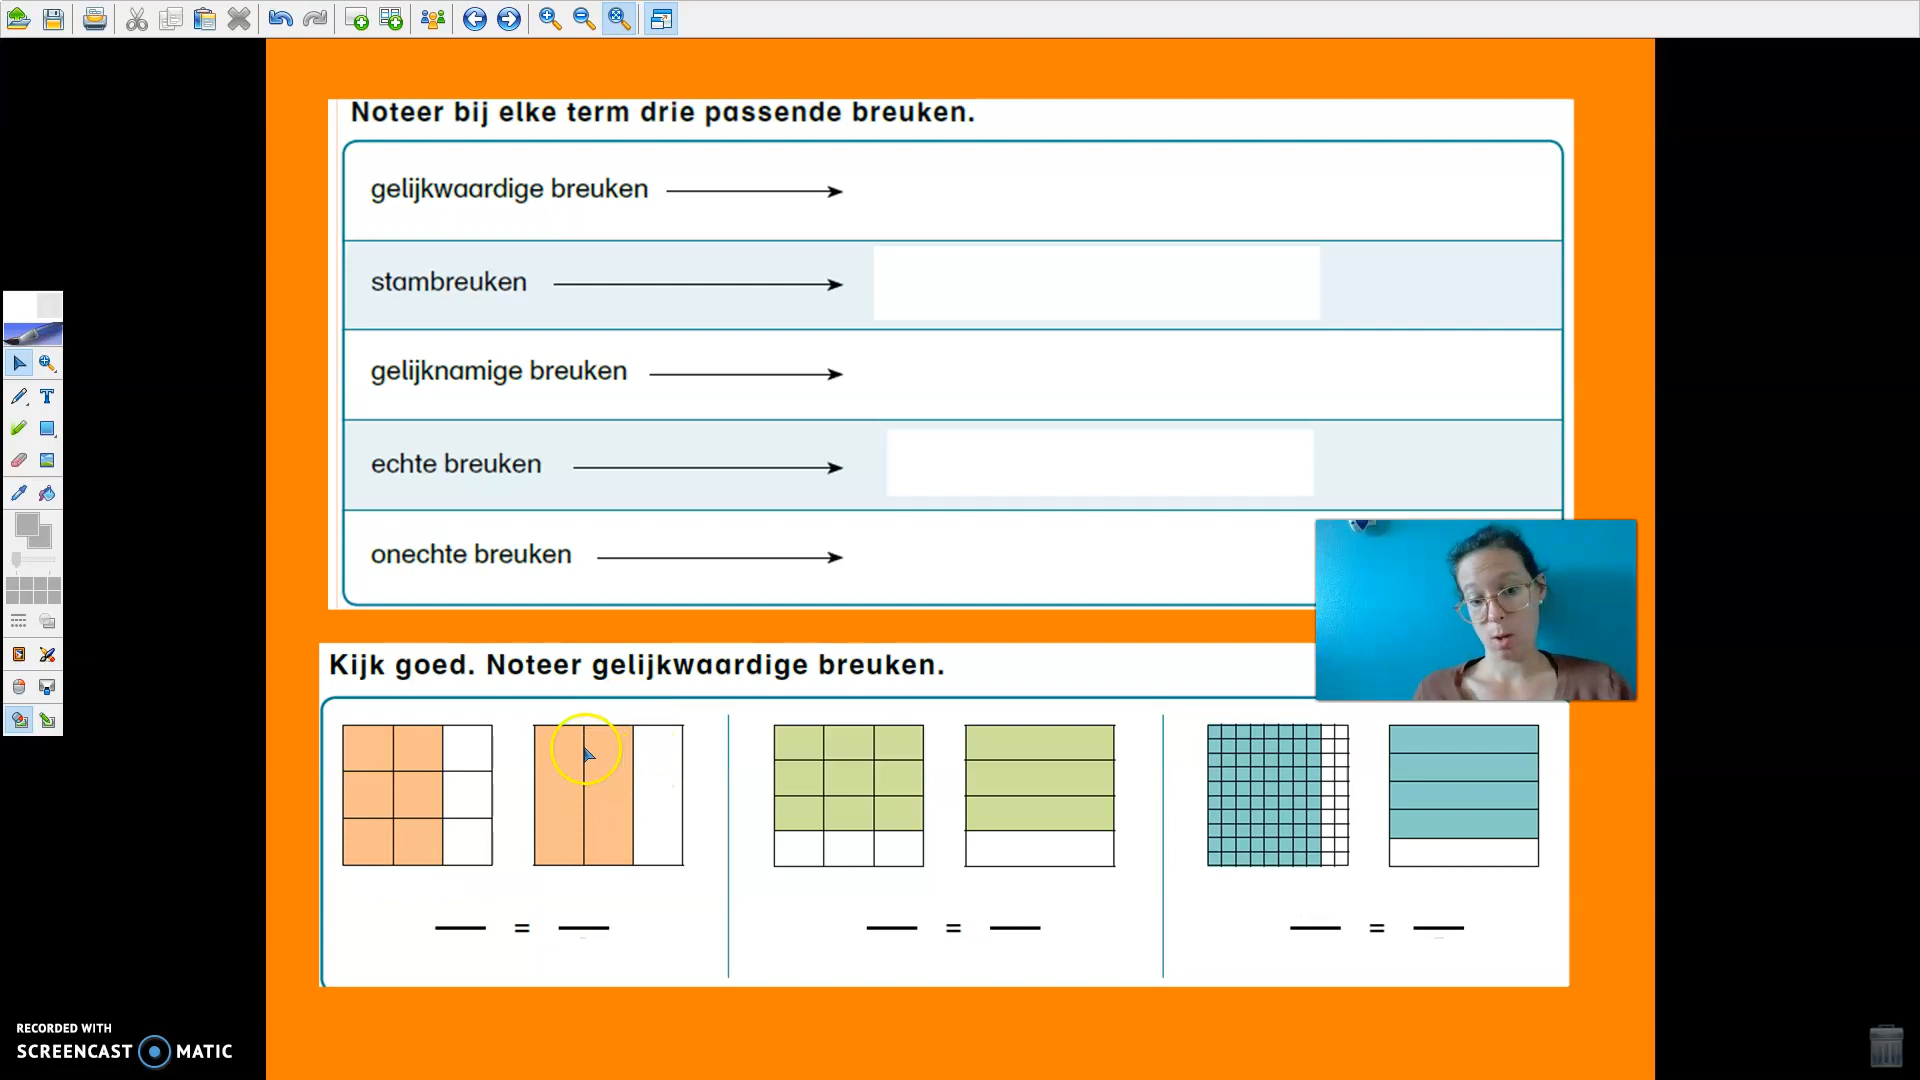 Noteer bij elke term drie passende breuken.
gelijkwaardige breuken
stambreuken
gelijknamige breuken
echte breuken
onechte breuken
Kijk goed. Noteer gelijkwaardige breuken.
=
=
=
RECORDED WITH
SCREENCAST MATIC